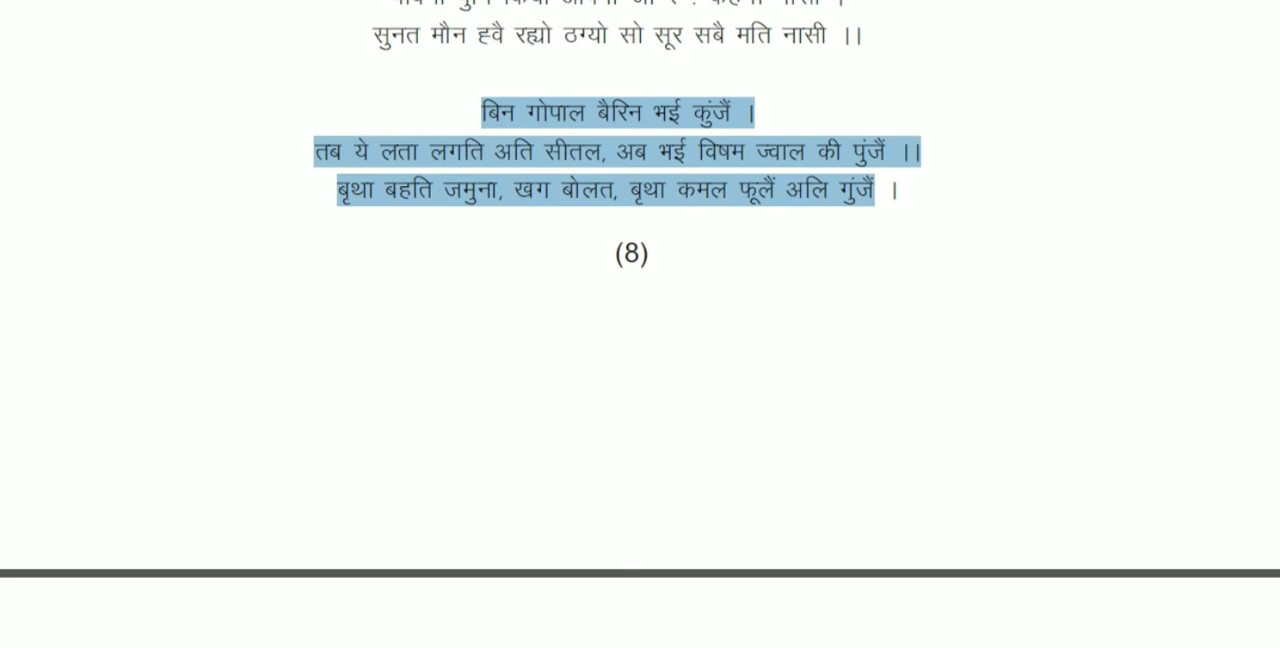 सुनत मौन ह्वै रह्यो ठग्यो सो सूर सबै मति नासी ।।
बिन गोपाल बैरिन भई कुंजैं ।
तब ये लता लगति अति सीतल, अब भई विषम ज्वाल की पुंजैं ।।
बृथा बहति जमुना, खग बोलत, बृथा कमल फूलैं अलि गुंजैं ।
(8)